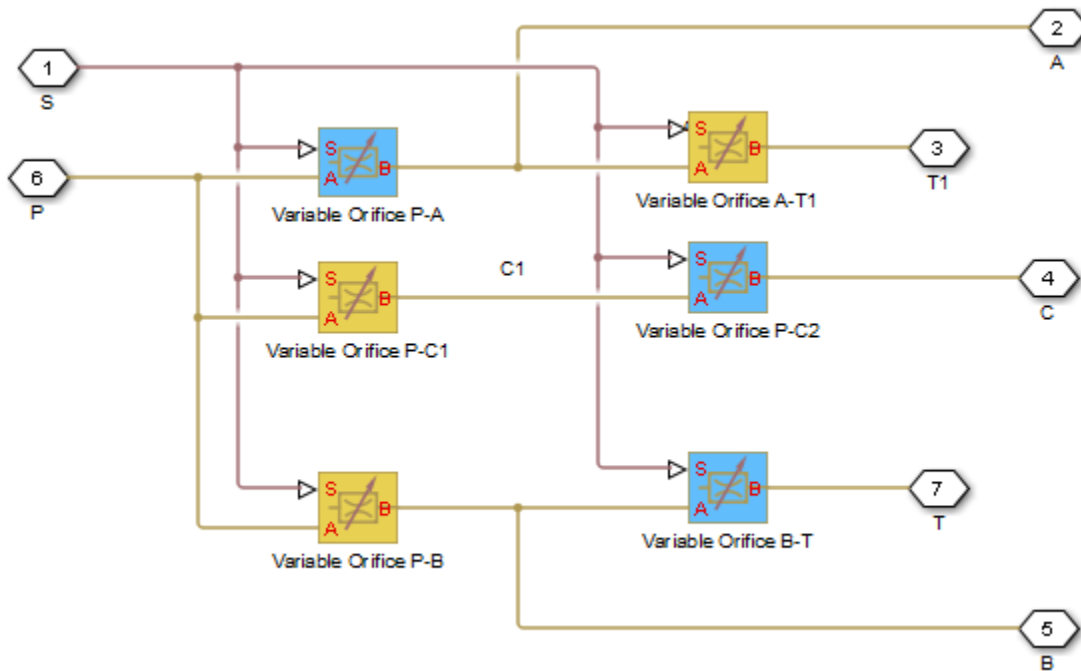 2
A
1
S
S
A
B
Variable Orifice P-A
S
A
B
Variable Orifice A-T1
3
T1
6
P
S
A
B
Variable Orifice P-C1
C1
S
A
B
Variable Orifice P-C2
4
C
S
A
B
Variable Orifice P-B
S
A
B
Variable Orifice B-T
7
T
5
B